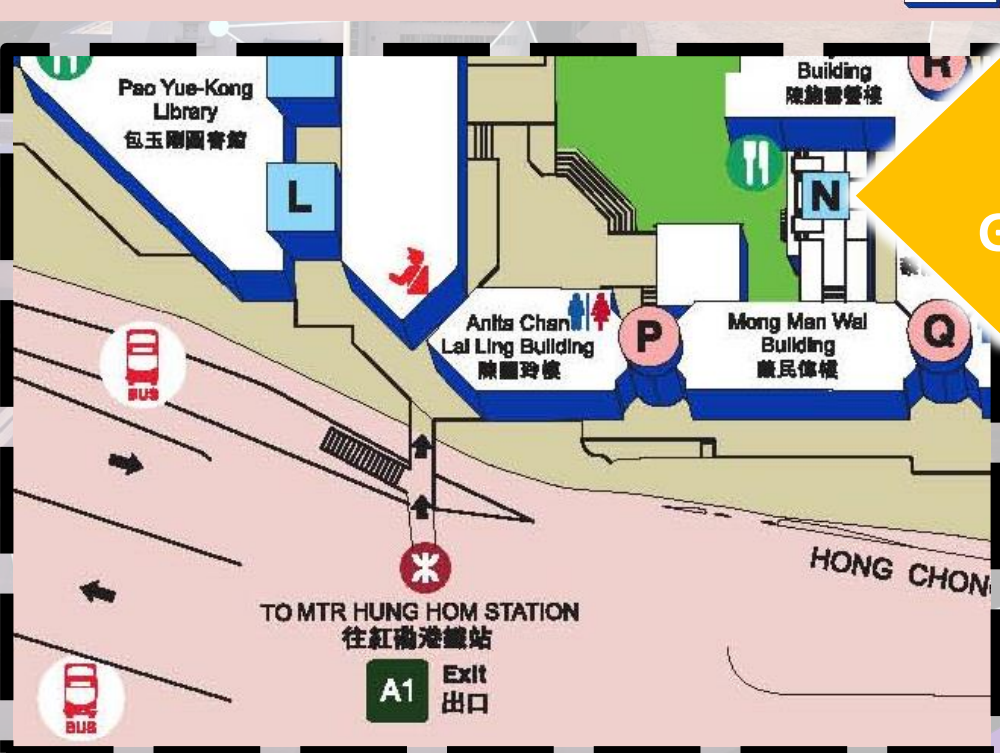 Pao Yue-Kong
Library
包玉剛圖書館
L
Building
R
N
G
Anita Chan
Lai Ling Building
陳麗玲樓
P
Mong Man Wai
Building
蒙民偉樓
Q
BUS
HONG CHON
TO MTR HUNG HOM STATION
往紅磡港鐵站
A1
Exit
出口
BUS